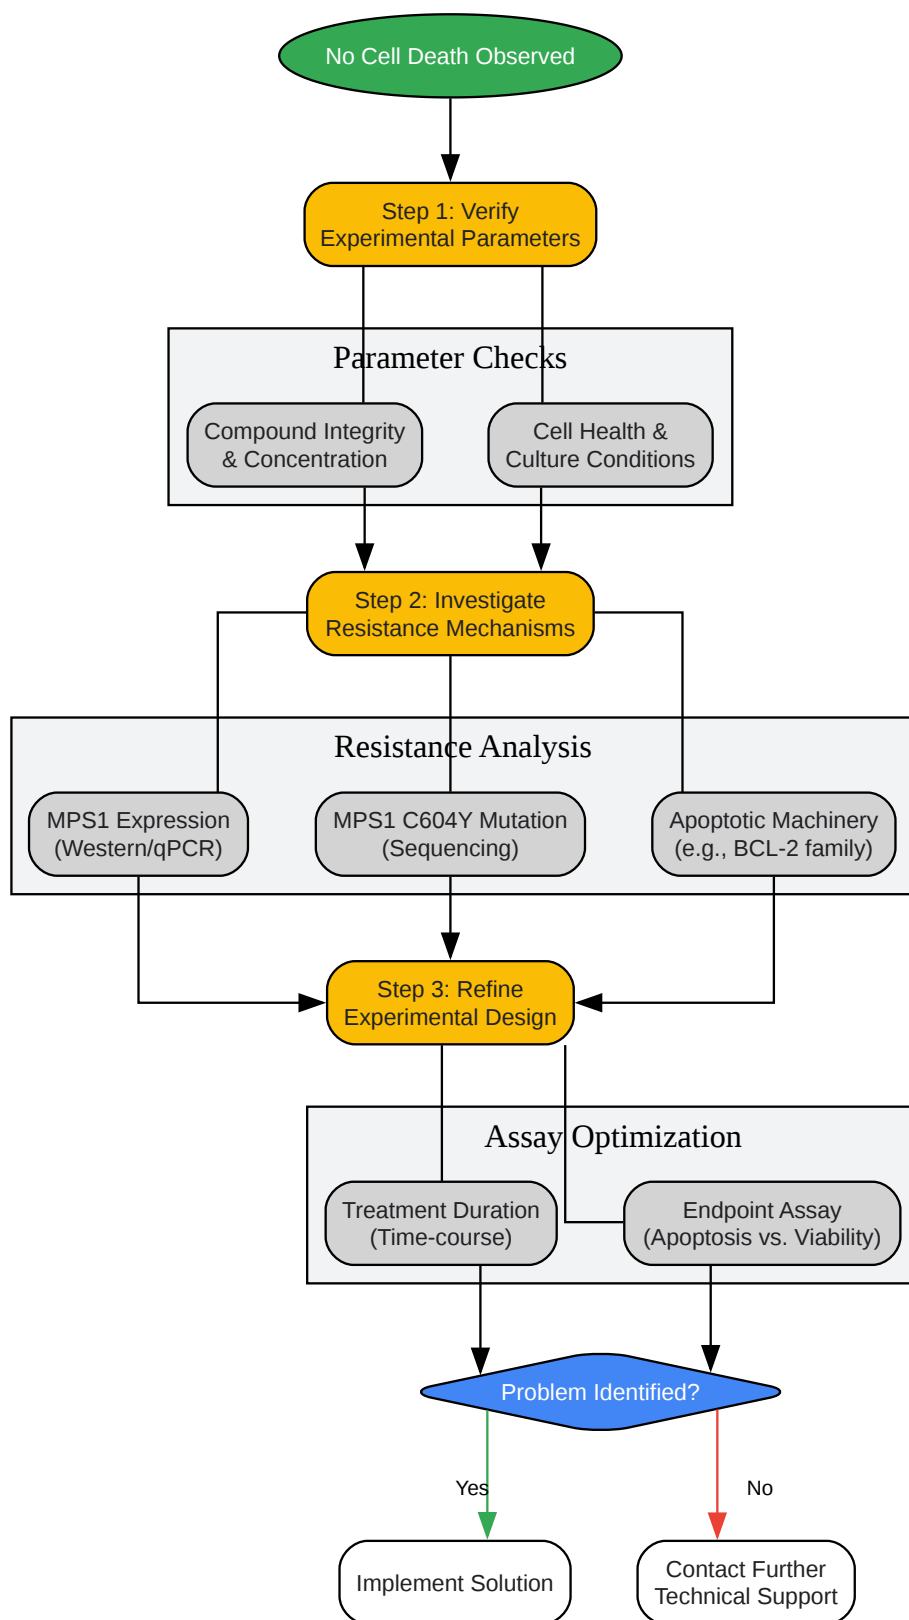 No Cell Death Observed
Step 1: Verify
Experimental Parameters
Parameter Checks
Compound Integrity
& Concentration
Cell Health &
Culture Conditions
Step 2: Investigate
Resistance Mechanisms
Resistance Analysis
MPS1 Expression
(Western/qPCR)
MPS1 C604Y Mutation
(Sequencing)
Apoptotic Machinery
(e.g., BCL-2 family)
Step 3: Refine
Experimental Design
Assay Optimization
Treatment Duration
(Time-course)
Endpoint Assay
(Apoptosis vs. Viability)
Problem Identified?
Yes
No
Implement Solution
Contact Further
Technical Support